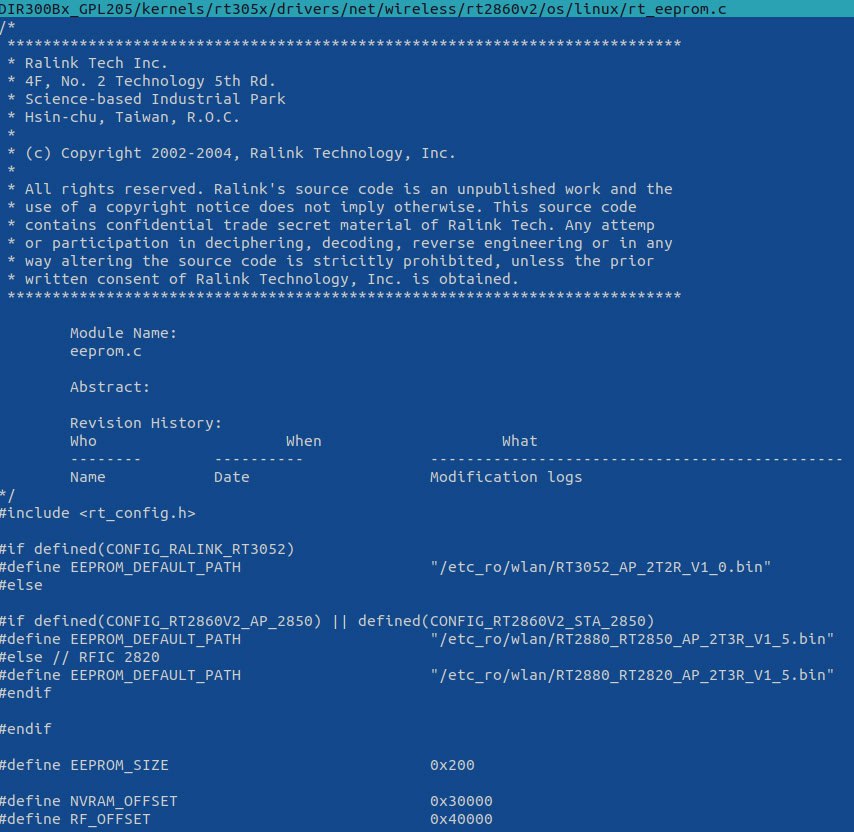 DIR300Bx_GPL205/kernels/rt305x/drivers/net/wireless/rt2860v2/os/linux/rt_eeprom.c
/*
 ***************************************************************************
 * Ralink Tech Inc.
 * 4F, No. 2 Technology 5th Rd.
 * Science-based Industrial Park
 * Hsin-chu, Taiwan, R.O.C.
 *
 * (c) Copyright 2002-2004, Ralink Technology, Inc.
 *
 * All rights reserved. Ralink's source code is an unpublished work and the
 * use of a copyright notice does not imply otherwise. This source code
 * contains confidential trade secret material of Ralink Tech. Any attemp
 * or participation in deciphering, decoding, reverse engineering or in any
 * way altering the source code is stricitly prohibited, unless the prior
 * written consent of Ralink Technology, Inc. is obtained.
 ***************************************************************************

        Module Name:
        eeprom.c

        Abstract:

        Revision History:
        Who                     When                    What
        --------        ----------              ----------------------------------------------
        Name            Date                    Modification logs
*/
#include <rt_config.h>

#if defined(CONFIG_RALINK_RT3052)
#define EEPROM_DEFAULT_PATH                     "/etc_ro/wlan/RT3052_AP_2T2R_V1_0.bin"
#else

#if defined(CONFIG_RT2860V2_AP_2850) || defined(CONFIG_RT2860V2_STA_2850)
#define EEPROM_DEFAULT_PATH                     "/etc_ro/wlan/RT2880_RT2850_AP_2T3R_V1_5.bin"
#else // RFIC 2820
#define EEPROM_DEFAULT_PATH                     "/etc_ro/wlan/RT2880_RT2820_AP_2T3R_V1_5.bin"
#endif

#endif

#define EEPROM_SIZE                             0x200

#define NVRAM_OFFSET                            0x30000
#define RF_OFFSET                               0x40000